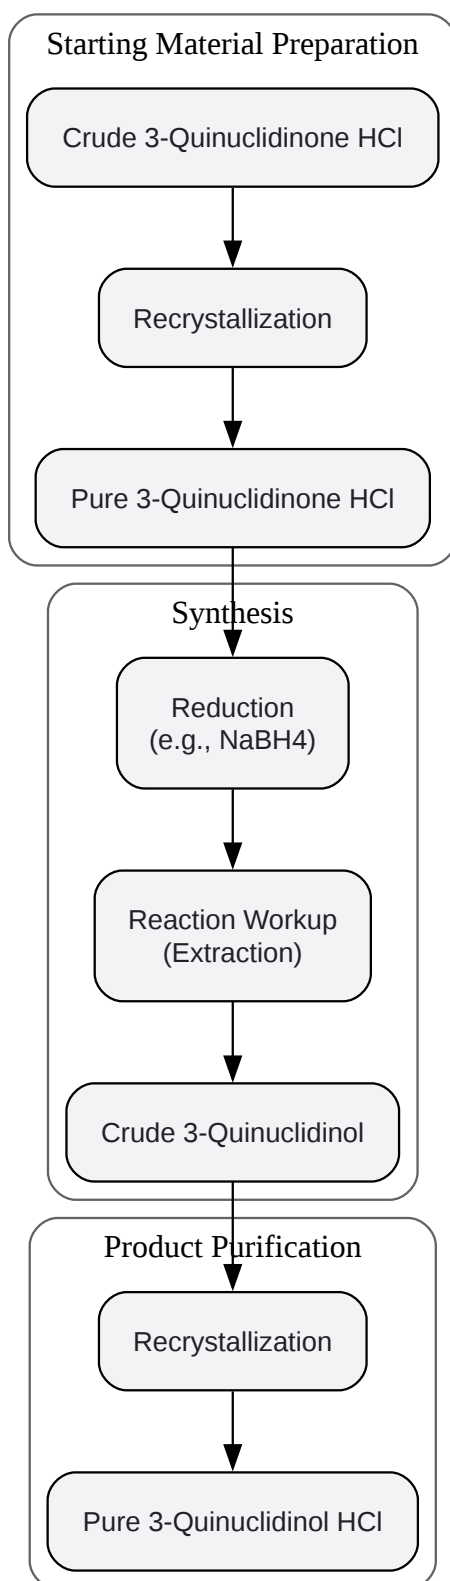 Starting Material Preparation
Crude 3-Quinuclidinone HCl
Recrystallization
Pure 3-Quinuclidinone HCl
Synthesis
Reduction
(e.g., NaBH4)
Reaction Workup
(Extraction)
Crude 3-Quinuclidinol
Product Purification
Recrystallization
Pure 3-Quinuclidinol HCl